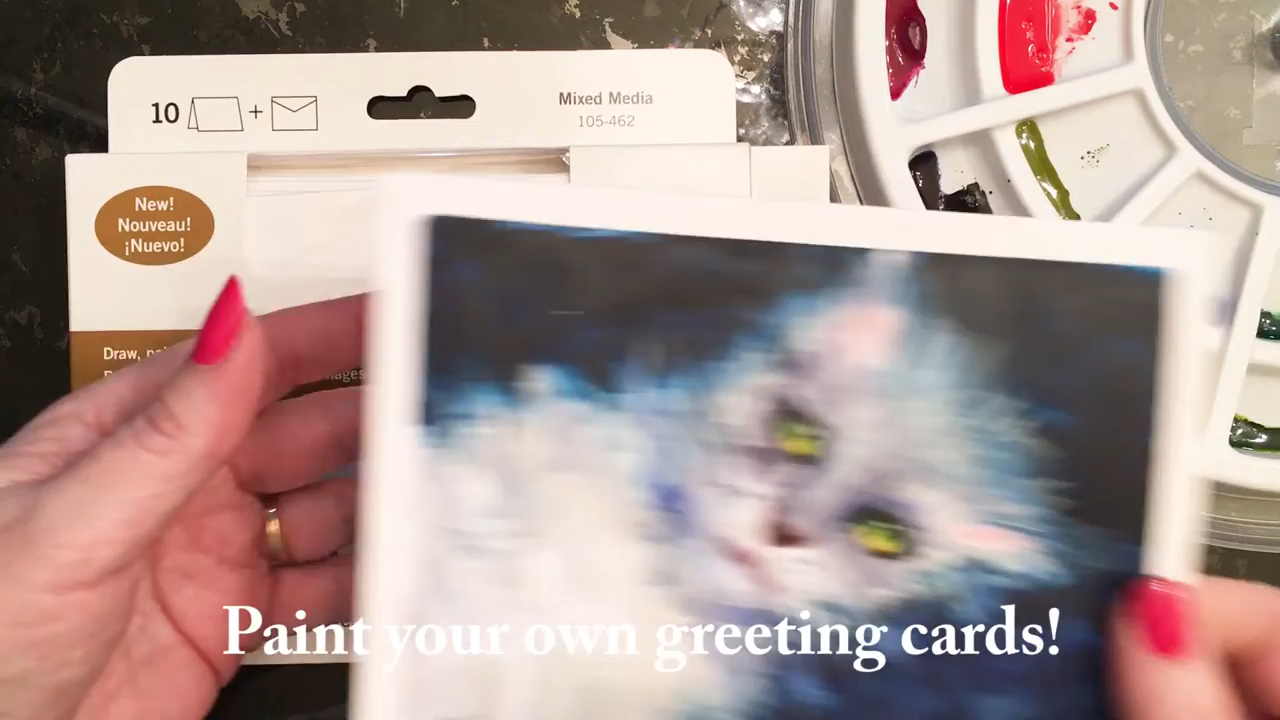 10 + Mixed Media
105-462
New!
Nouveau!
¡Nuevo!
Draw,
Paint your own greeting cards!